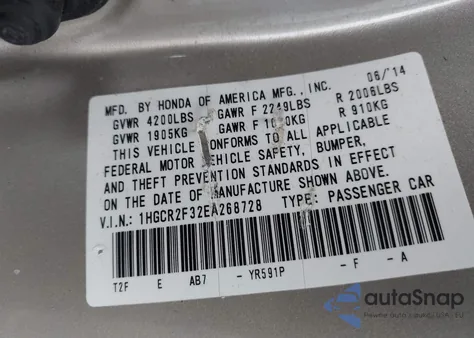 MFD. BY HONDA OF AMERICA MFG., INC. 06/'14
GVWR 4200LBS GAWR F 2249LBS R 2006LBS
GVWR 1905KG GAWR F KG R 910KG
THIS VEHICLE CONFORMS TO ALL APPLICABLE
FEDERAL MOTOR VEHICLE SAFETY, BUMPER,
AND THEFT PREVENTION STANDARDS IN EFFECT
ON THE DATE OF MANUFACTURE SHOWN ABOVE.
V.I.N.: 1HGCR2F32EA268728 TYPE: PASSENGER CAR
T2F E AB7 - YR591P - F - A
autoSnap